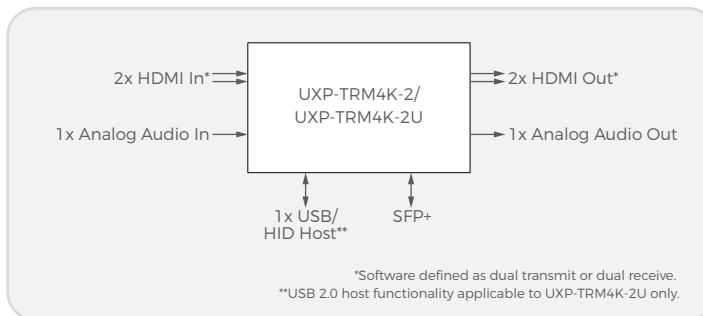 2x HDMI In*
1x Analog Audio In
UXP-TRM4K-2/
UXP-TRM4K-2U
2x HDMI Out*
1x Analog Audio Out
1x USB/
HID Host**
SFP+
*Software defined as dual transmit or dual receive.
**USB 2.0 host functionality applicable to UXP-TRM4K-2U only.